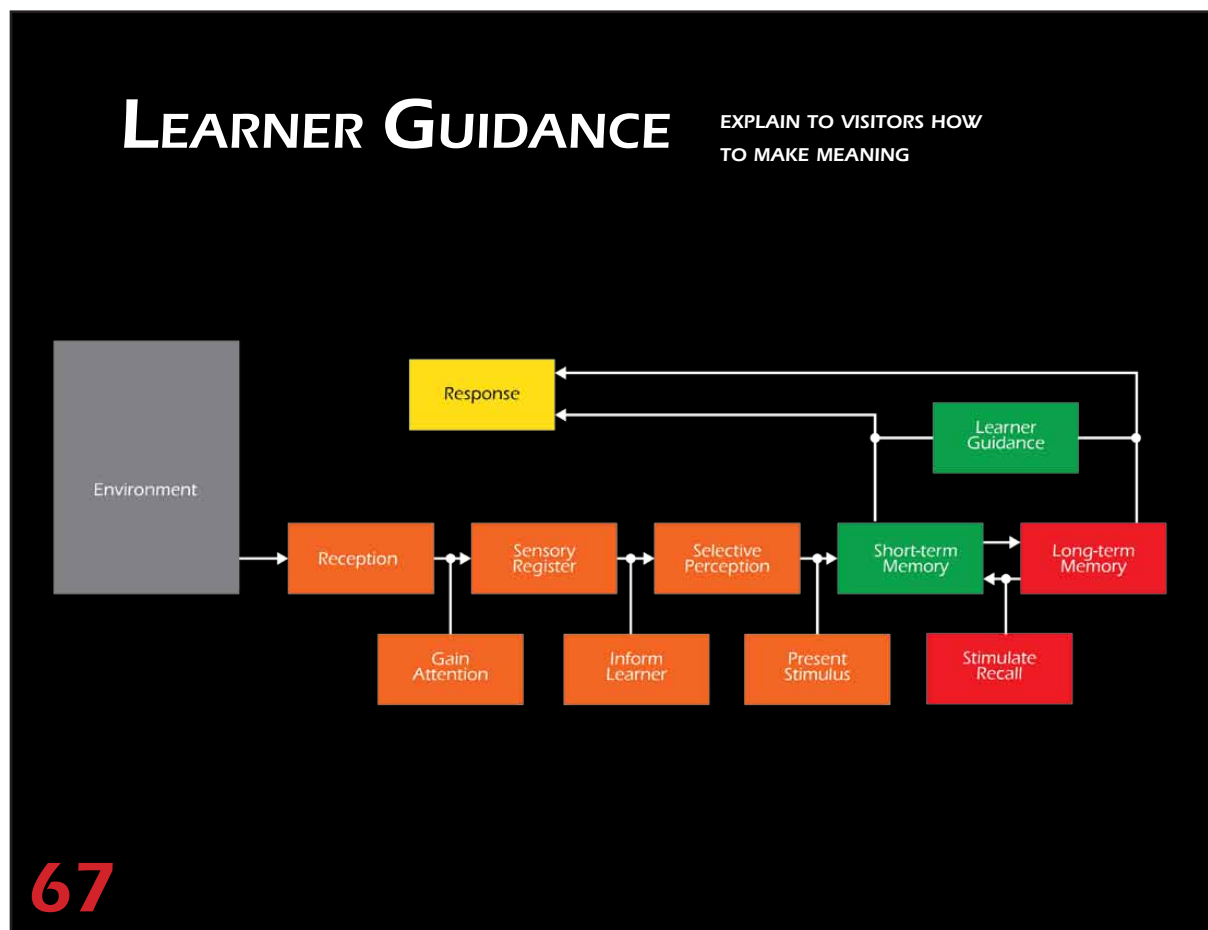 LEARNER GUIDANCE
EXPLAIN TO VISITORS HOW
TO MAKE MEANING
Response
Learner
Guidance
Environment
Reception
Sensory
Register
Selective
Perception
Short-term
Memory
Long-term
Memory
Gain
Attention
Inform
Learner
Present
Stimulus
Stimulate
Recall
67